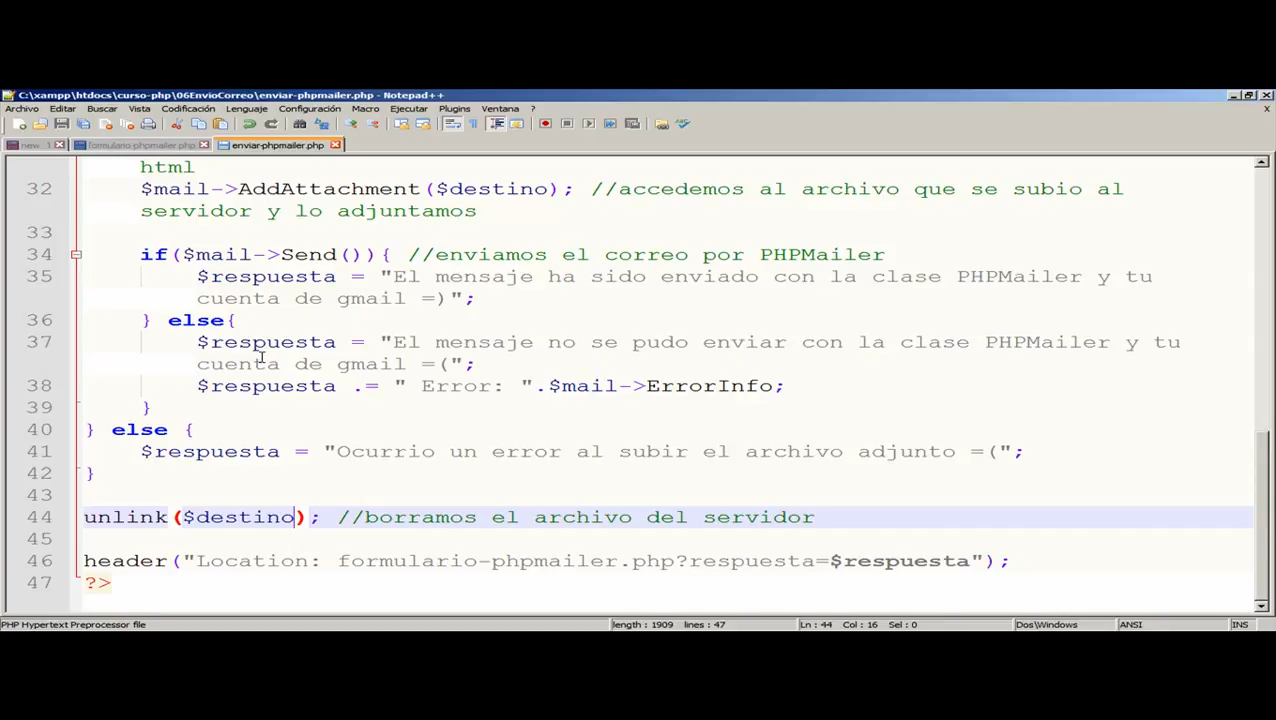 C:\xampp\htdocs\curso-php\06EnvioCorreo\enviar-phpmailer.php - Notepad++
Archivo Editar Buscar Vista Codificación Lenguaje Configuración Macro Ejecutar Plugins Ventana ?
new 1 formulario-phpmailer.php enviar-phpmailer.php
html
32 $mail->AddAttachment($destino); //accedemos al archivo que se subio al
servidor y lo adjuntamos
33
34 if($mail->Send()){ //enviamos el correo por PHPMailer
35 $respuesta = "El mensaje ha sido enviado con la clase PHPMailer y tu
cuenta de gmail =)";
36 } else{
37 $respuesta = "El mensaje no se pudo enviar con la clase PHPMailer y tu
cuenta de gmail =(";
38 $respuesta .= " Error: ".$mail->ErrorInfo;
39 }
40 } else {
41 $respuesta = "Ocurrio un error al subir el archivo adjunto =(";
42 }
43
44 unlink($destino); //borramos el archivo del servidor
45
46 header("Location: formulario-phpmailer.php?respuesta=$respuesta");
47 ?>
PHP Hypertext Preprocessor file length : 1909 lines : 47 Ln : 44 Col : 16 Sel : 0 Dos\Windows ANSI INS